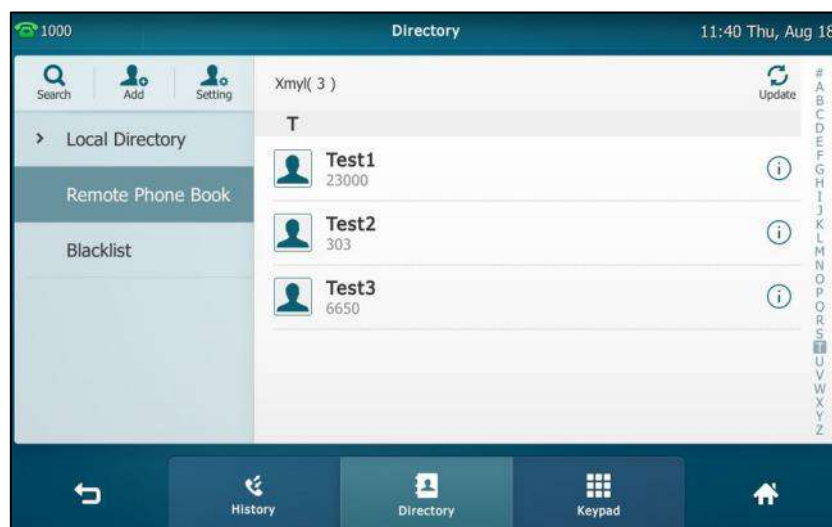 1000 Directory 11:40 Thu, Aug 18
Search Add Setting
Xmyl( 3 ) Update
T
Local Directory
Remote Phone Book
Blacklist
Test1
23000
Test2
303
Test3
6650
#
A
B
C
D
E
F
G
H
I
J
K
L
M
N
O
P
Q
R
S
T
U
V
W
X
Y
Z
History Directory Keypad